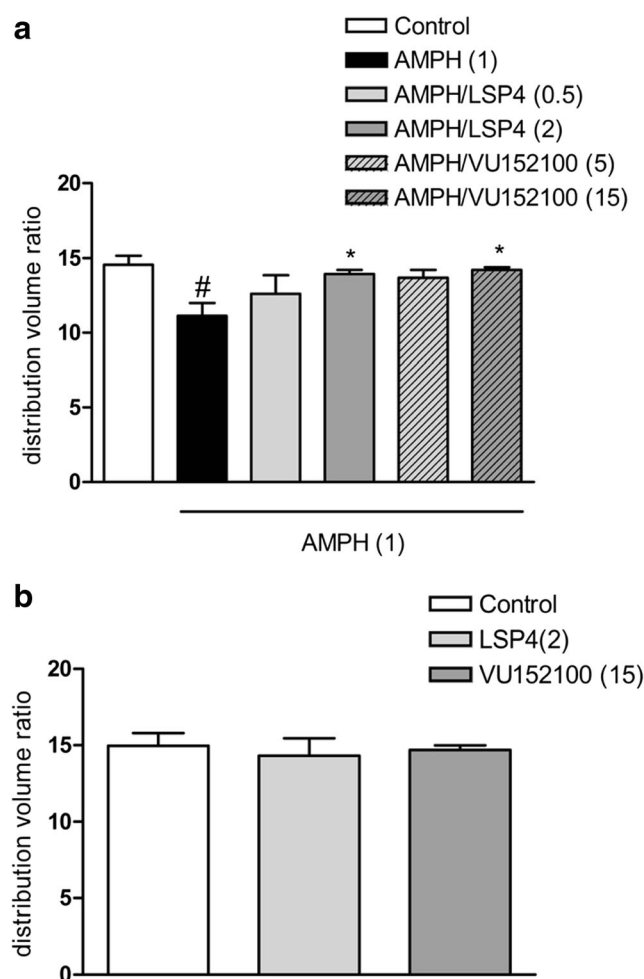 a
Control
AMPH (1)
AMPH/LSP4 (0.5)
AMPH/LSP4 (2)
AMPH/VU152100 (5)
AMPH/VU152100 (15)
distribution volume ratio
20
15
10
5
0
#
*
*
AMPH (1)
b
Control
LSP4(2)
VU152100 (15)
distribution volume ratio
20
15
10
5
0